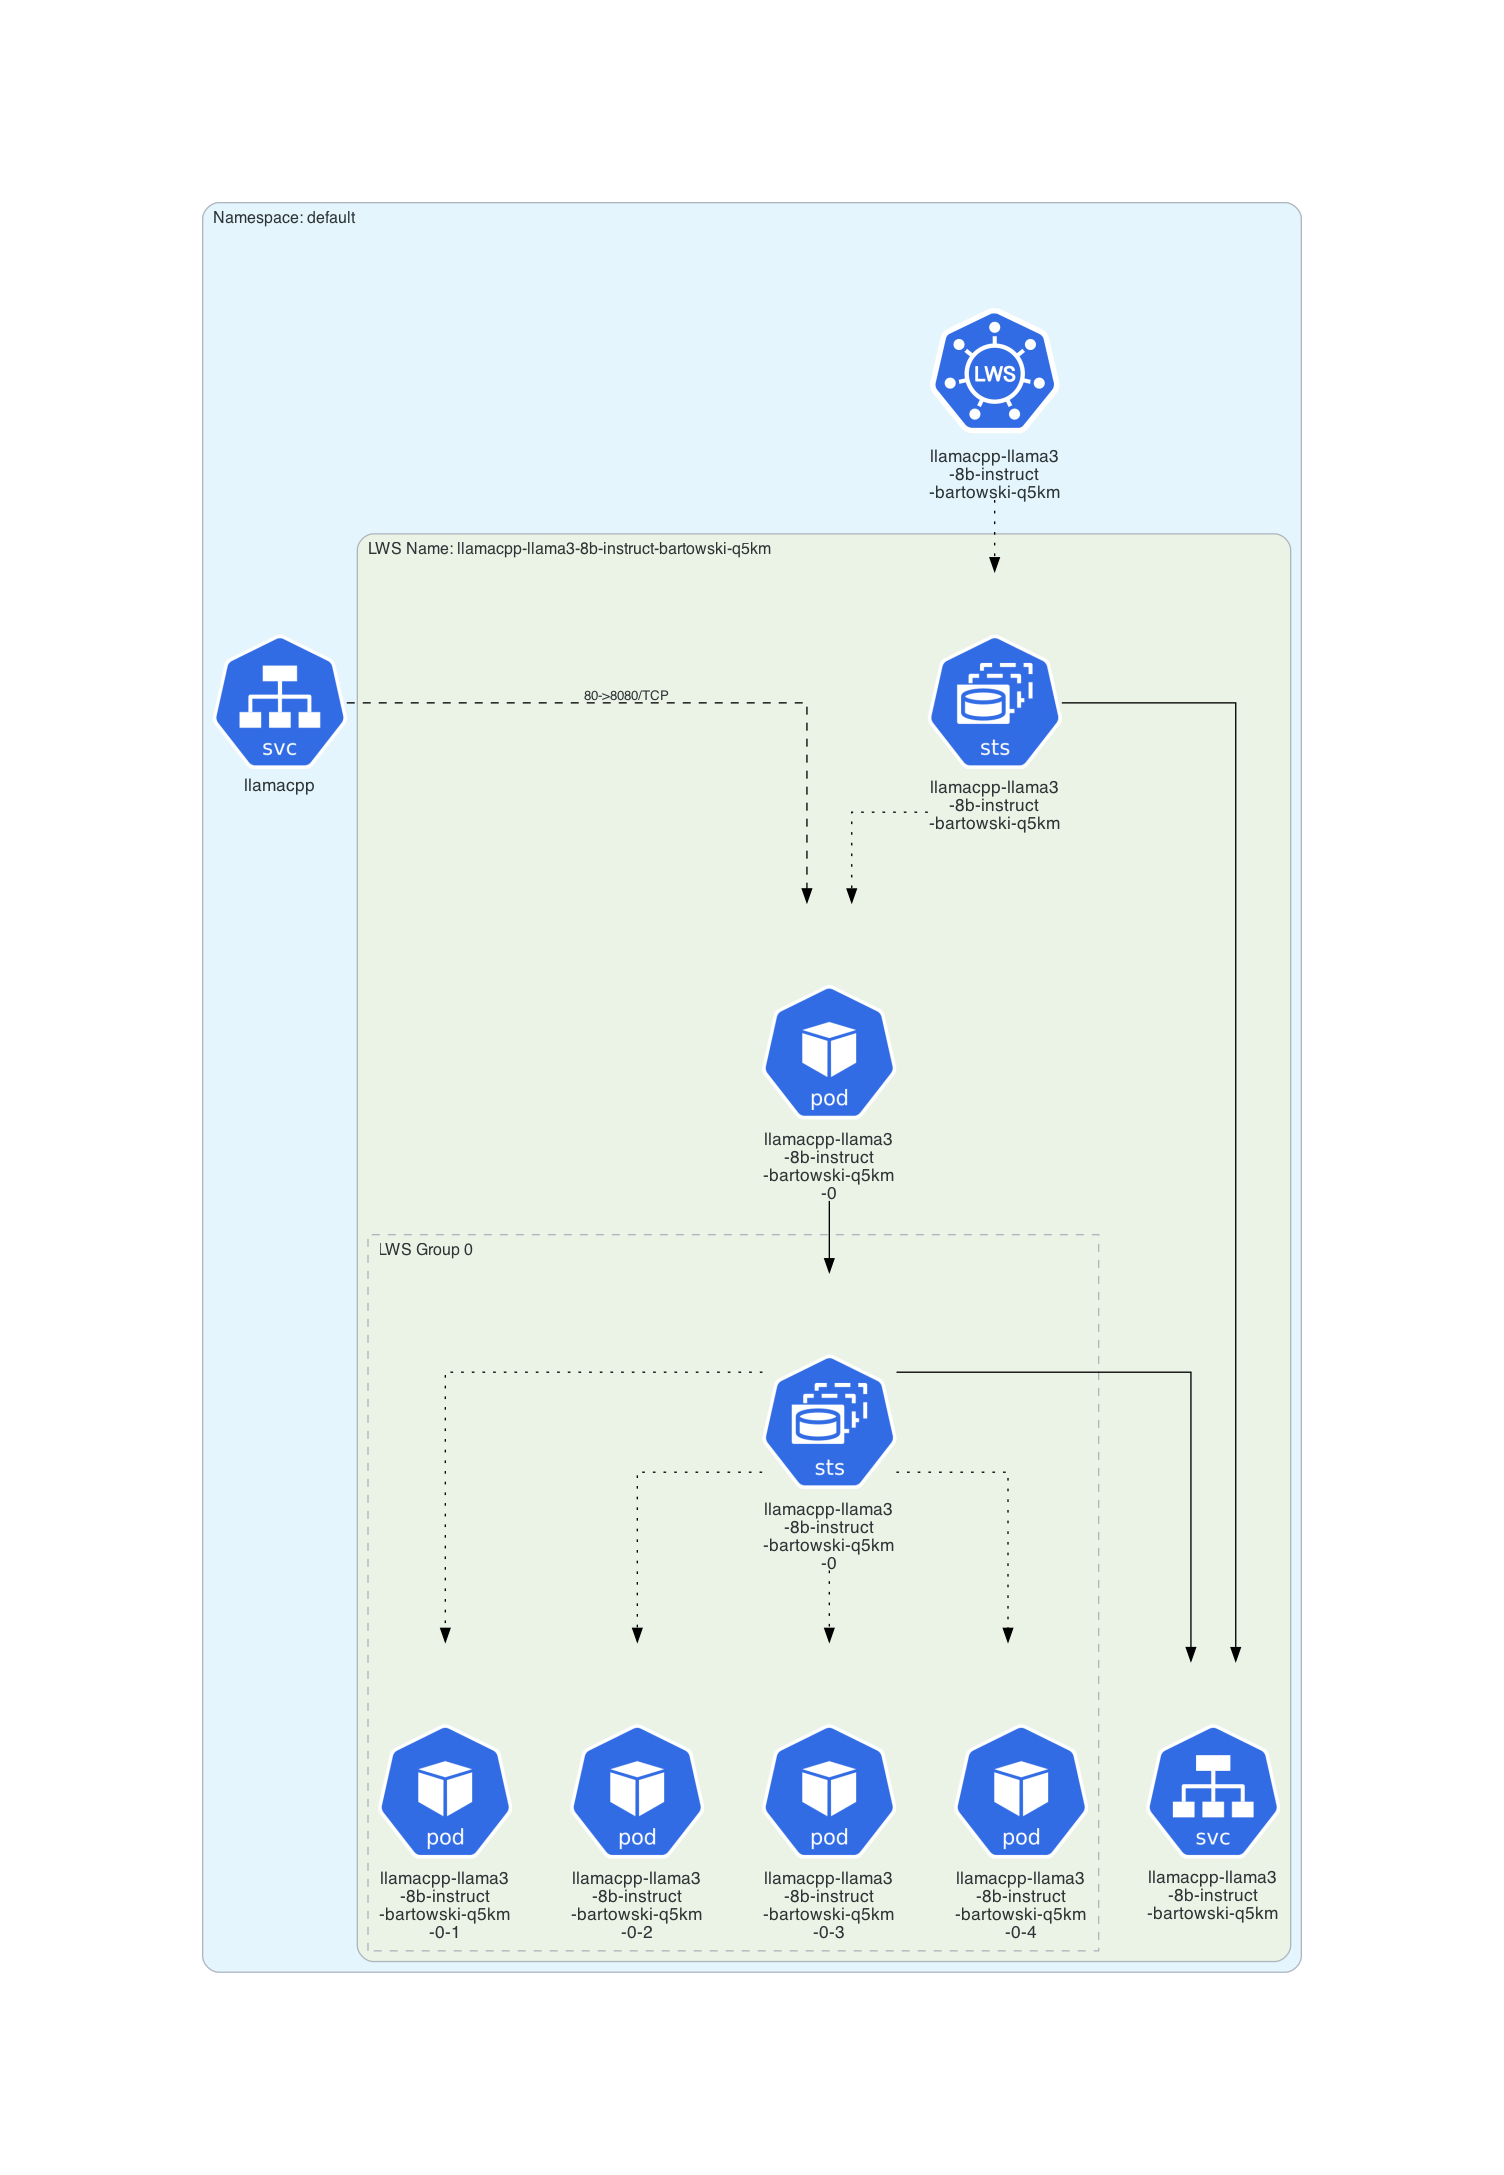 Namespace: default
LWS
llamacpp-llama3
-8b-instruct
-bartowski-q5km
LWS Name: llamacpp-llama3-8b-instruct-bartowski-q5km
svc
llamacpp
80->8080/TCP
sts
llamacpp-llama3
-8b-instruct
-bartowski-q5km
pod
llamacpp-llama3
-8b-instruct
-bartowski-q5km
-0
LWS Group 0
sts
llamacpp-llama3
-8b-instruct
-bartowski-q5km
-0
pod
llamacpp-llama3
-8b-instruct
-bartowski-q5km
-0-1
pod
llamacpp-llama3
-8b-instruct
-bartowski-q5km
-0-2
pod
llamacpp-llama3
-8b-instruct
-bartowski-q5km
-0-3
pod
llamacpp-llama3
-8b-instruct
-bartowski-q5km
-0-4
svc
llamacpp-llama3
-8b-instruct
-bartowski-q5km